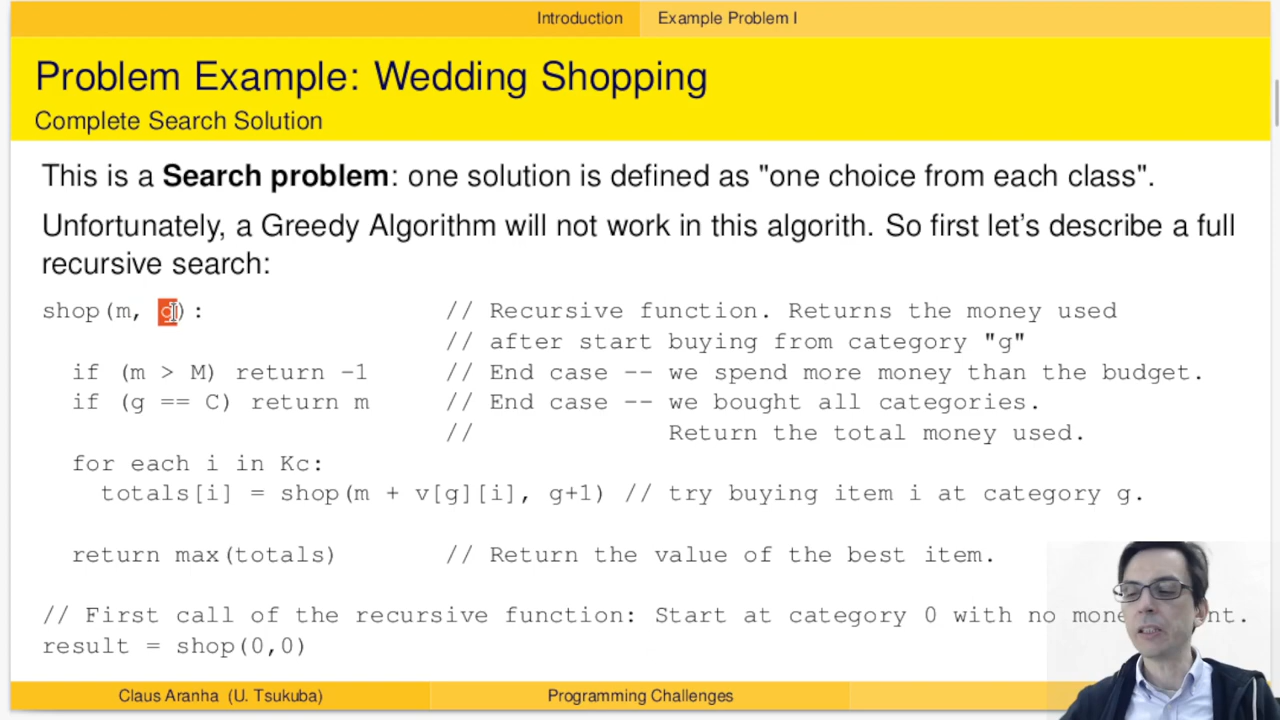 Introduction Example Problem I
Problem Example: Wedding Shopping
Complete Search Solution
This is a Search problem: one solution is defined as "one choice from each class".
Unfortunately, a Greedy Algorithm will not work in this algorith. So first let's describe a full
recursive search:
shop(m, g): // Recursive function. Returns the money used
// after start buying from category "g"
if (m > M) return -1 // End case -- we spend more money than the budget.
if (g == C) return m // End case -- we bought all categories.
// Return the total money used.
for each i in Kc:
totals[i] = shop(m + v[g][i], g+1) // try buying item i at category g.
return max(totals) // Return the value of the best item.
// First call of the recursive function: Start at category 0 with no
result = shop(0,0)
Claus Aranha (U. Tsukuba) Programming Challenges